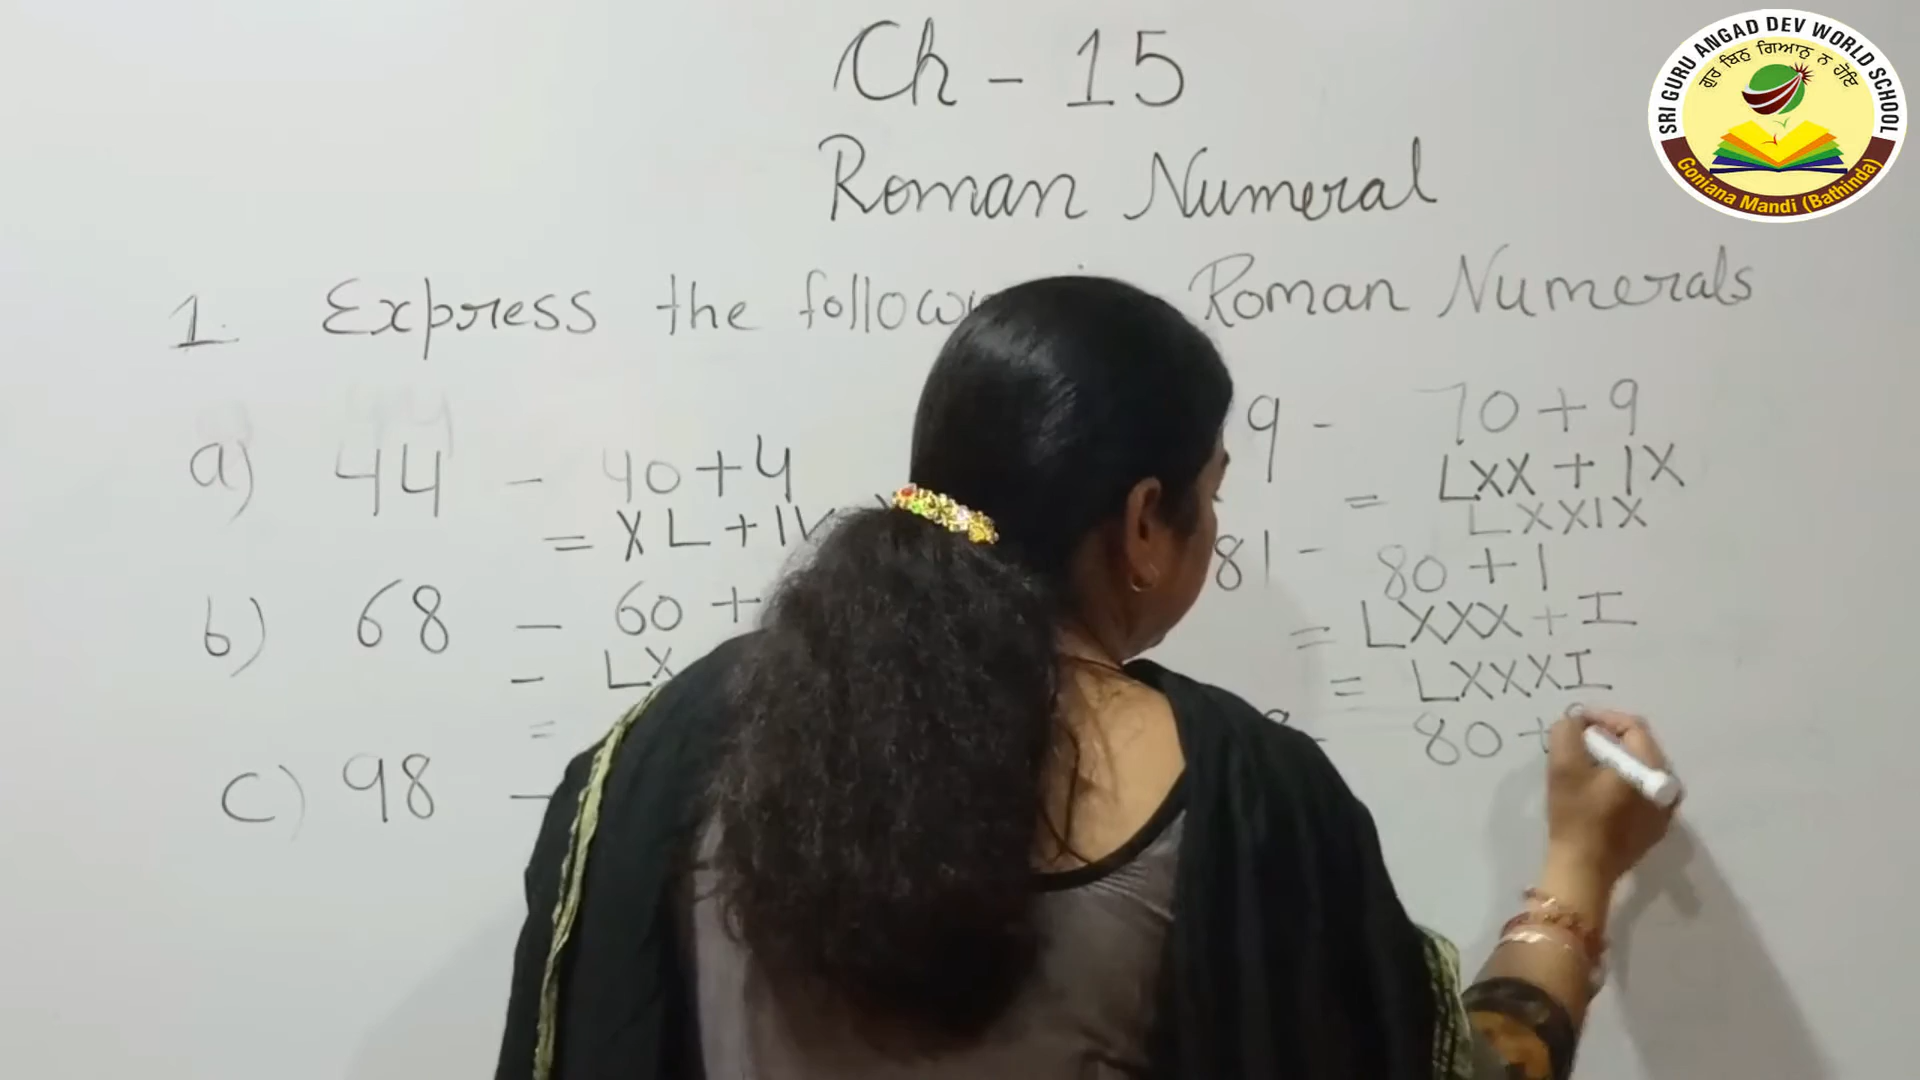 Ch - 15
Roman Numeral
1. Express the Roman Numerals
a) 44 - 40+4
= XL + IV
b) 68 - 60 +
- LX
=
c) 98 -
9 - 70+9
= LXX + IX
LXXIX
81 - 80+1
= LXXX + I
= LXXXI
80 +
SRI GURU ANGAD DEV WORLD SCHOOL
ਗੁਰ ਬਿਨੁ ਗਿਆਨੁ ਨ ਹੋਇ
Goniana Mandi (Bathinda)